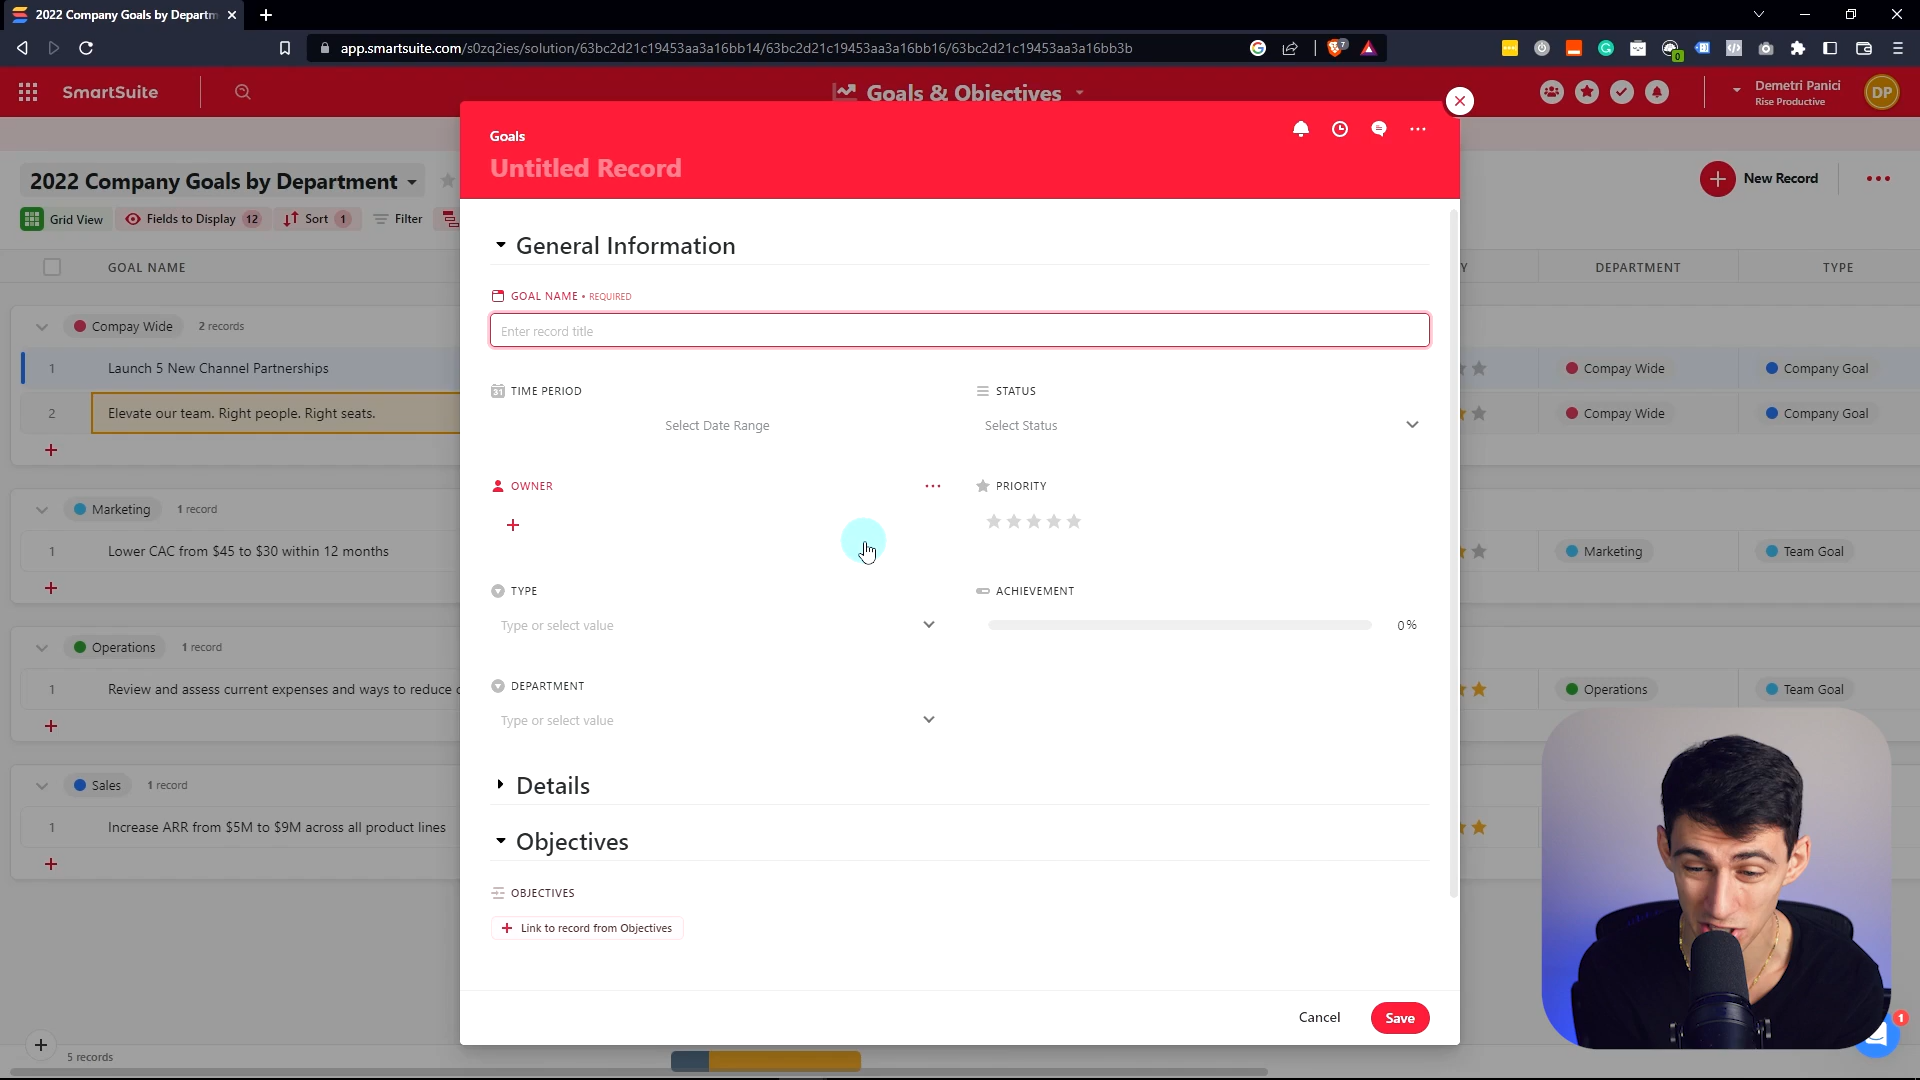 2022 Company Goals by Departm
app.smartsuite.com/s0zq2ies/solution/63bc2d21c19453aa3a16bb14/63bc2d21c19453aa3a16bb16/63bc2d21c19453aa3a16bb3b
7
0
SmartSuite
Goals & Objectives
Demetri Panici
Rise Productive
DP
2022 Company Goals by Department
New Record
Grid View
Fields to Display 12
Sort 1
Filter
GOAL NAME
Y
DEPARTMENT
TYPE
Compay Wide 2 records
1 Launch 5 New Channel Partnerships
Compay Wide
Company Goal
2 Elevate our team. Right people. Right seats.
Compay Wide
Company Goal
Marketing 1 record
1 Lower CAC from $45 to $30 within 12 months
Marketing
Team Goal
Operations 1 record
1 Review and assess current expenses and ways to reduce c
Operations
Team Goal
Sales 1 record
1 Increase ARR from $5M to $9M across all product lines
5 records
Goals
Untitled Record
General Information
GOAL NAME • REQUIRED
Enter record title
31 TIME PERIOD
Select Date Range
STATUS
Select Status
OWNER
PRIORITY
TYPE
Type or select value
ACHIEVEMENT
0%
DEPARTMENT
Type or select value
Details
Objectives
OBJECTIVES
+ Link to record from Objectives
Cancel
Save
1